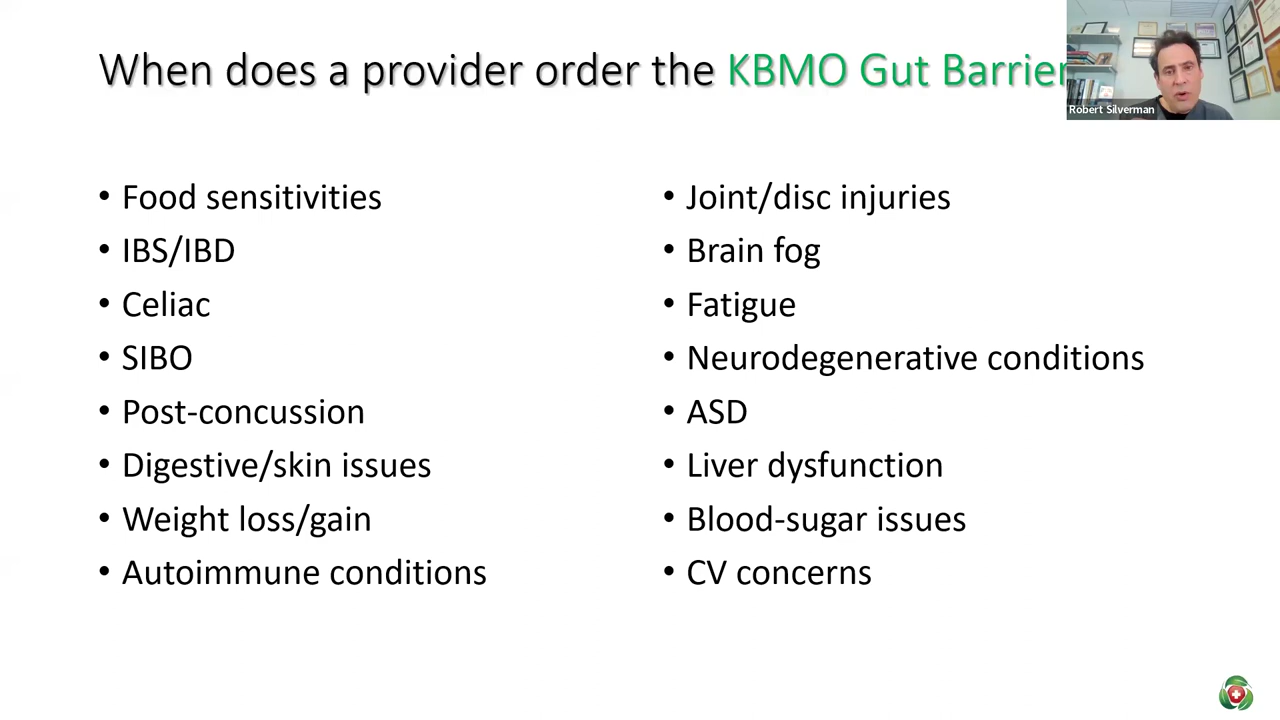 When does a provider order the KBMO Gut Barrier
Robert Silverman
• Food sensitivities
• IBS/IBD
• Celiac
• SIBO
• Post-concussion
• Digestive/skin issues
• Weight loss/gain
• Autoimmune conditions
• Joint/disc injuries
• Brain fog
• Fatigue
• Neurodegenerative conditions
• ASD
• Liver dysfunction
• Blood-sugar issues
• CV concerns